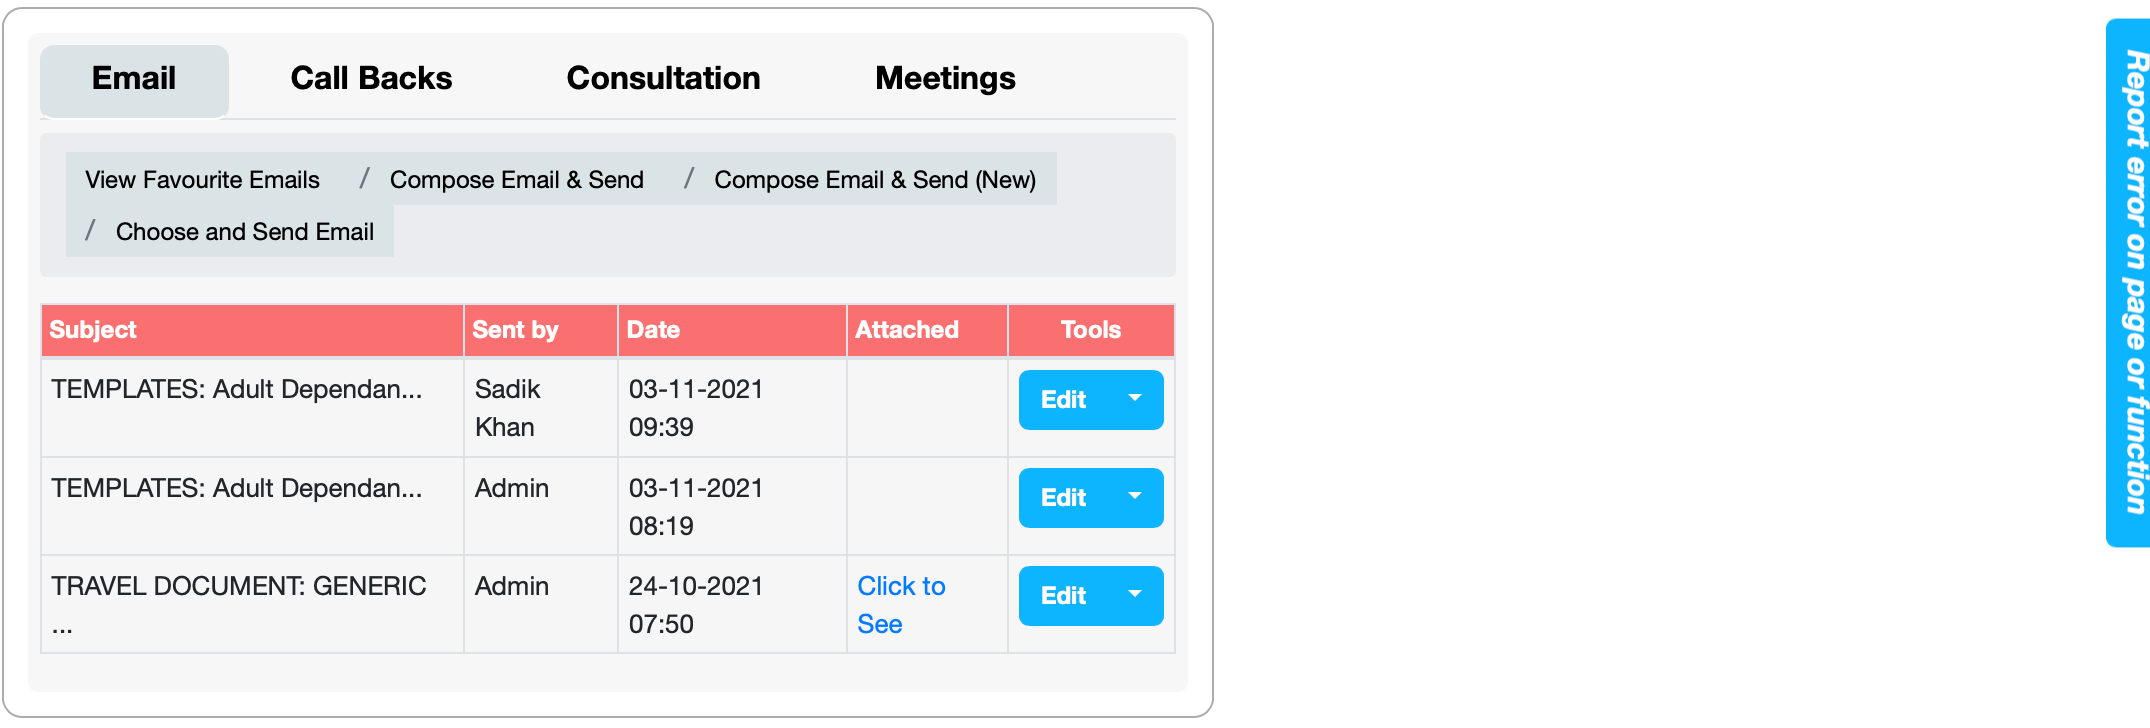 Email Call Backs Consultation Meetings
View Favourite Emails / Compose Email & Send / Compose Email & Send (New)
/ Choose and Send Email
Subject Sent by Date Attached Tools
TEMPLATES: Adult Dependan... Sadik Khan 03-11-2021 09:39 Edit
TEMPLATES: Adult Dependan... Admin 03-11-2021 08:19 Edit
TRAVEL DOCUMENT: GENERIC ... Admin 24-10-2021 07:50 Click to See Edit
Report error on page or function